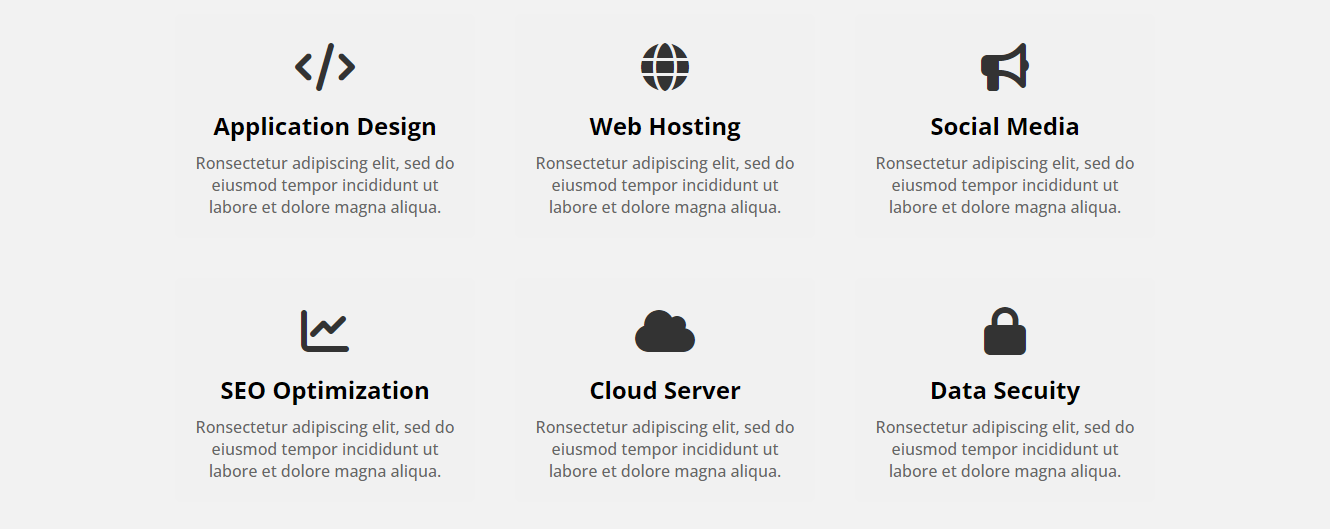 Application Design
Ronsectetur adipiscing elit, sed do
eiusmod tempor incididunt ut
labore et dolore magna aliqua.
Web Hosting
Ronsectetur adipiscing elit, sed do
eiusmod tempor incididunt ut
labore et dolore magna aliqua.
Social Media
Ronsectetur adipiscing elit, sed do
eiusmod tempor incididunt ut
labore et dolore magna aliqua.
SEO Optimization
Ronsectetur adipiscing elit, sed do
eiusmod tempor incididunt ut
labore et dolore magna aliqua.
Cloud Server
Ronsectetur adipiscing elit, sed do
eiusmod tempor incididunt ut
labore et dolore magna aliqua.
Data Secuity
Ronsectetur adipiscing elit, sed do
eiusmod tempor incididunt ut
labore et dolore magna aliqua.